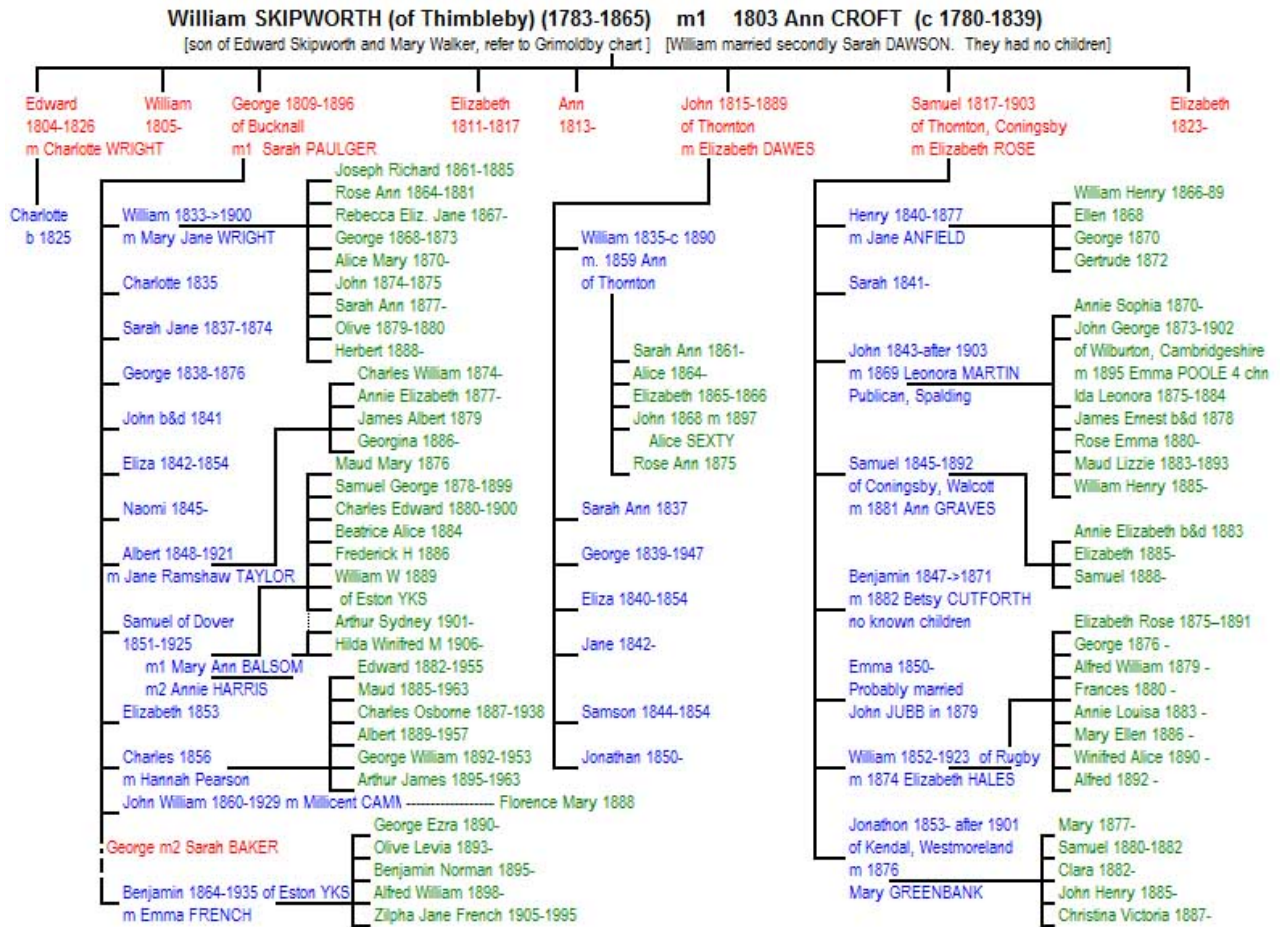 William SKIPWORTH (of Thimbleby) (1783-1865) m1 1803 Ann CROFT (c 1780-1839)
[son of Edward Skipworth and Mary Walker, refer to Grimoldby chart ] [William married secondly Sarah DAWSON. They had no children]
Edward
1804-1826
m Charlotte WRIGHT
William
1805-
George 1809-1896
of Bucknall
m1 Sarah PAULGER
Elizabeth
1811-1817
Ann
1813-
John 1815-1889
of Thornton
m Elizabeth DAWES
Samuel 1817-1903
of Thornton, Coningsby
m Elizabeth ROSE
Elizabeth
1823-
Charlotte
b 1825
William 1833->1900
m Mary Jane WRIGHT
Charlotte 1835
Sarah Jane 1837-1874
George 1838-1876
John b&d 1841
Eliza 1842-1854
Naomi 1845-
Albert 1848-1921
m Jane Ramshaw TAYLOR
Samuel of Dover
1851-1925
m1 Mary Ann BALSOM
m2 Annie HARRIS
Elizabeth 1853
Charles 1856
m Hannah Pearson
John William 1860-1929 m Millicent CAMM ------------------- Florence Mary 1888
George m2 Sarah BAKER
Benjamin 1864-1935 of Eston YKS
m Emma FRENCH
Joseph Richard 1861-1885
Rose Ann 1864-1881
Rebecca Eliz. Jane 1867-
George 1868-1873
Alice Mary 1870-
John 1874-1875
Sarah Ann 1877-
Olive 1879-1880
Herbert 1888-
Charles William 1874-
Annie Elizabeth 1877-
James Albert 1879
Georgina 1886-
Maud Mary 1876
Samuel George 1878-1899
Charles Edward 1880-1900
Beatrice Alice 1884
Frederick H 1886
William W 1889
of Eston YKS
Arthur Sydney 1901-
Hilda Winifred M 1906-
Edward 1882-1955
Maud 1885-1963
Charles Osborne 1887-1938
Albert 1889-1957
George William 1892-1953
Arthur James 1895-1963
George Ezra 1890-
Olive Levia 1893-
Benjamin Norman 1895-
Alfred William 1898-
Zilpha Jane French 1905-1995
William 1835-c 1890
m. 1859 Ann
of Thornton
Sarah Ann 1861-
Alice 1864-
Elizabeth 1865-1866
John 1868 m 1897
Alice SEXTY
Rose Ann 1875
Sarah Ann 1837
George 1839-1947
Eliza 1840-1854
Jane 1842-
Samson 1844-1854
Jonathan 1850-
Henry 1840-1877
m Jane ANFIELD
Sarah 1841-
John 1843-after 1903
m 1869 Leonora MARTIN
Publican, Spalding
Samuel 1845-1892
of Coningsby, Walcott
m 1881 Ann GRAVES
Benjamin 1847->1871
m 1882 Betsy CUTFORTH
no known children
Emma 1850-
Probably married
John JUBB in 1879
William 1852-1923 of Rugby
m 1874 Elizabeth HALES
Jonathon 1853- after 1901
of Kendal, Westmoreland
m 1876
Mary GREENBANK
William Henry 1866-89
Ellen 1868
George 1870
Gertrude 1872
Annie Sophia 1870-
John George 1873-1902
of Wilburton, Cambridgeshire
m 1895 Emma POOLE 4 chn
Ida Leonora 1875-1884
James Ernest b&d 1878
Rose Emma 1880-
Maud Lizzie 1883-1893
William Henry 1885-
Annie Elizabeth b&d 1883
Elizabeth 1885-
Samuel 1888-
Elizabeth Rose 1875–1891
George 1876 -
Alfred William 1879 -
Frances 1880 -
Annie Louisa 1883 -
Mary Ellen 1886 -
Winifred Alice 1890 -
Alfred 1892 -
Mary 1877-
Samuel 1880-1882
Clara 1882-
John Henry 1885-
Christina Victoria 1887-